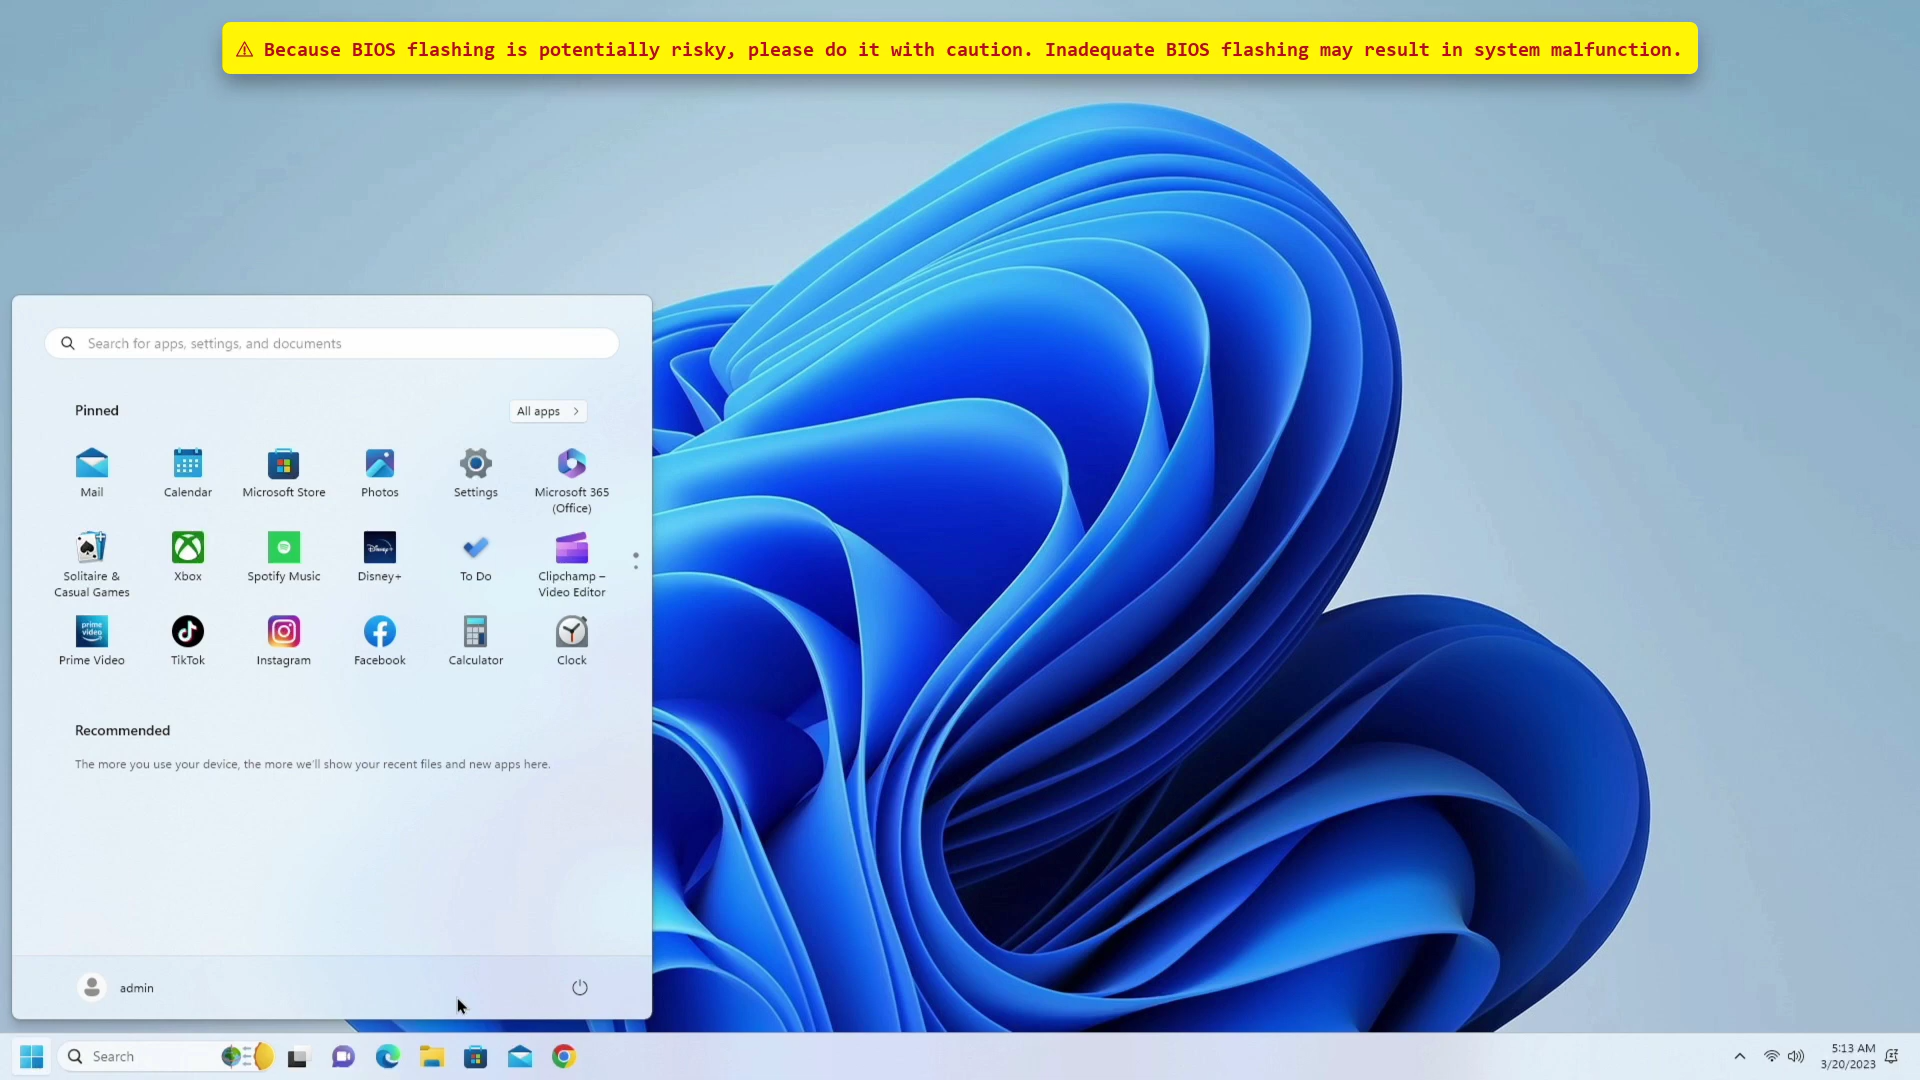 ⚠ Because BIOS flashing is potentially risky, please do it with caution. Inadequate BIOS flashing may result in system malfunction.
Search for apps, settings, and documents
Pinned
All apps
Mail
Calendar
Microsoft Store
Photos
Settings
Microsoft 365
(Office)
Solitaire &
Casual Games
Xbox
Spotify Music
Disney+
To Do
Clipchamp –
Video Editor
prime
video
Prime Video
TikTok
Instagram
Facebook
Calculator
Clock
Recommended
The more you use your device, the more we'll show your recent files and new apps here.
admin
Search
5:13 AM
3/20/2023